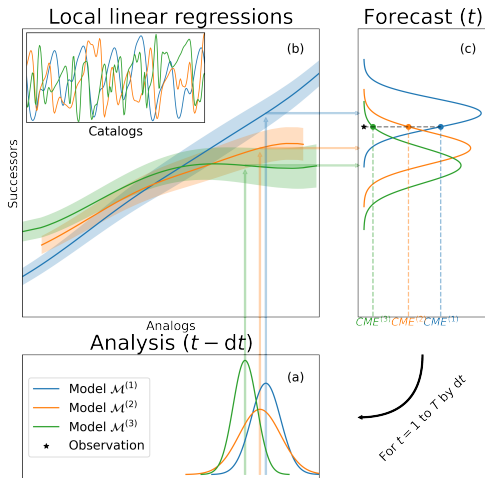 Local linear regressions
Forecast (t)
(b)
(c)
Catalogs
Successors
Analogs
CME⁽³⁾ CME⁽²⁾ CME⁽¹⁾
Analysis (t − dt)
(a)
Model ℳ⁽¹⁾
Model ℳ⁽²⁾
Model ℳ⁽³⁾
Observation
For t = 1 to T by dt